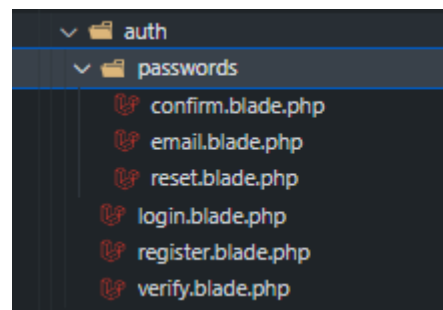 auth
passwords
confirm.blade.php
email.blade.php
reset.blade.php
login.blade.php
register.blade.php
verify.blade.php